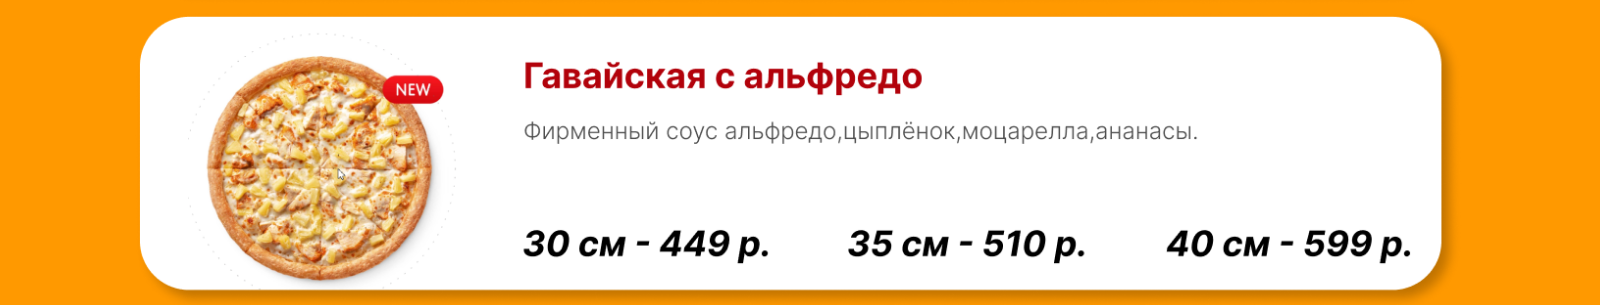 Гавайская с альфредо
NEW
Фирменный соус альфредо,цыплёнок,моцарелла,ананасы.
30 см - 449 р. 35 см - 510 р. 40 см - 599 р.